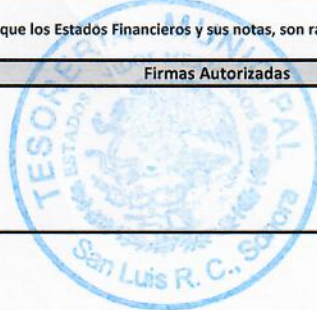 que los Estados Financieros y sus notas, son ra
Firmas Autorizadas
TESORERIA MUNICIPAL
ESTADOS UNIDOS MEXICANOS
San Luis R. C., Sonora